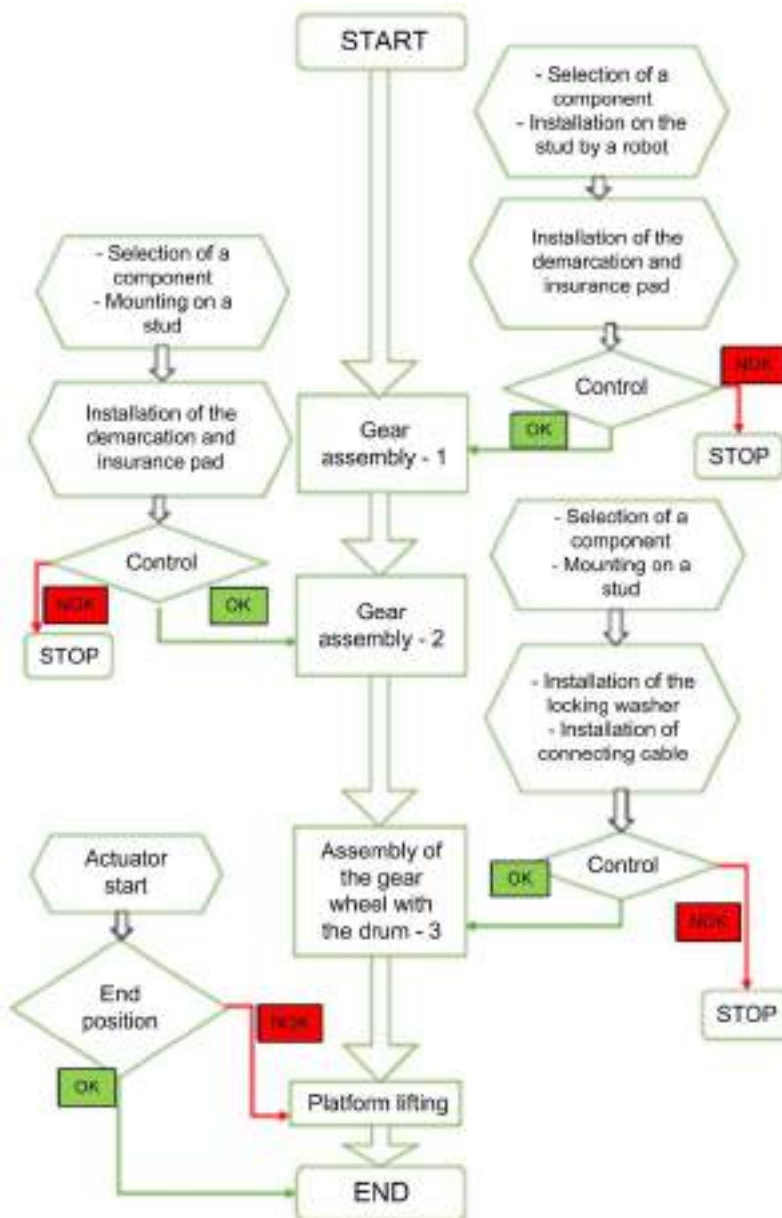 START
- Selection of a
component
- Installation on the
stud by a robot
Installation of the
demarcation and
insurance pad
Control
NOK
OK
STOP
Gear
assembly - 1
- Selection of a
component
- Mounting on a
stud
Installation of the
demarcation and
insurance pad
Control
NOK
OK
STOP
Gear
assembly - 2
- Selection of a
component
- Mounting on a
stud
- Installation of the
locking washer
- Installation of
connecting cable
Control
OK
NOK
STOP
Assembly of
the gear
wheel with
the drum - 3
Actuator
start
End
position
NOK
OK
Platform lifting
END